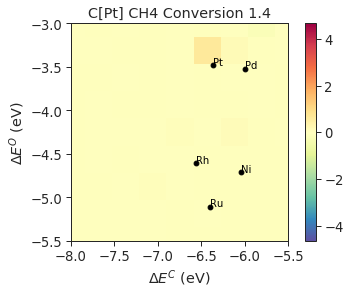 C[Pt] CH4 Conversion 1.4
−3.0
−3.5
−4.0
−4.5
−5.0
−5.5
ΔE^O (eV)
Pt
Pd
Rh
Ni
Ru
−8.0 −7.5 −7.0 −6.5 −6.0 −5.5
ΔE^C (eV)
4
2
0
−2
−4